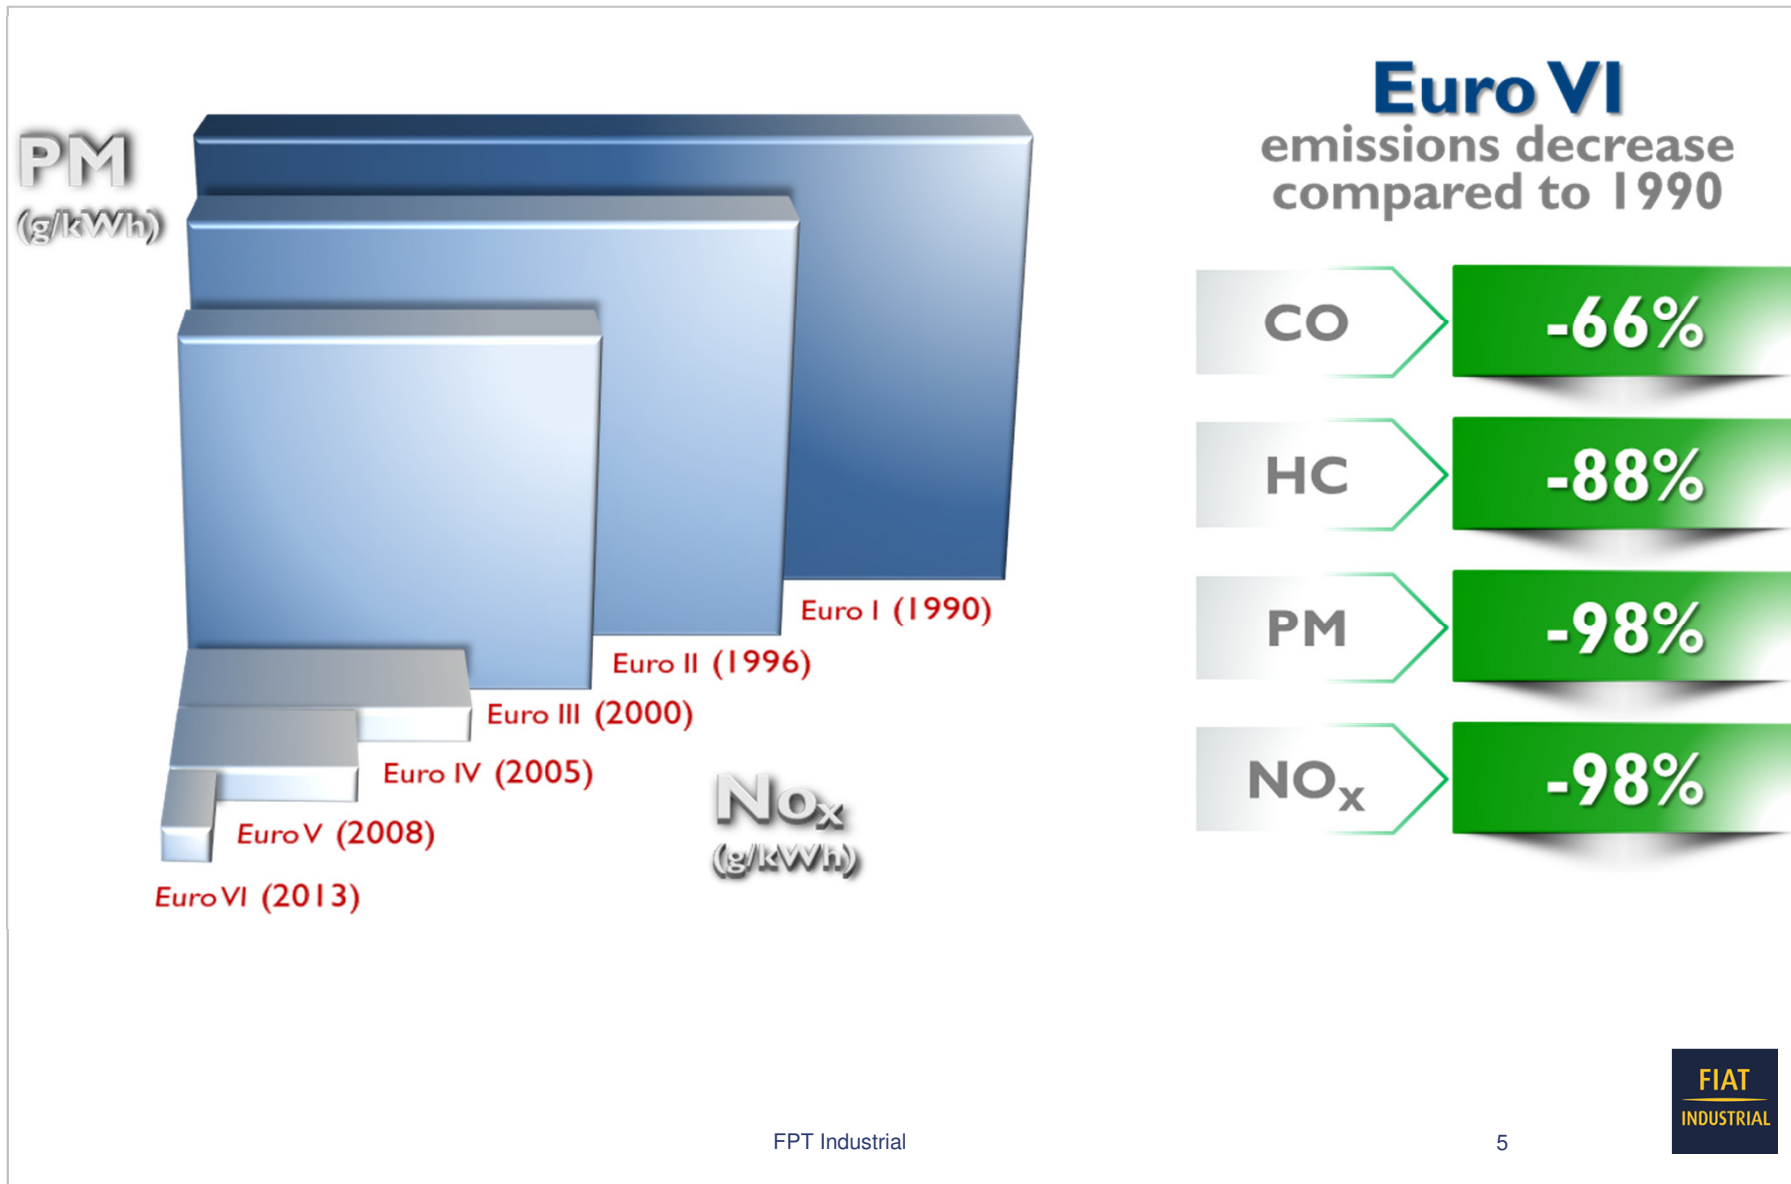 PM
(g/kWh)
Euro I (1990)
Euro II (1996)
Euro III (2000)
Euro IV (2005)
Euro V (2008)
Euro VI (2013)
Nox
(g/kWh)
Euro VI
emissions decrease
compared to 1990
CO
-66%
HC
-88%
PM
-98%
NOx
-98%
FPT Industrial
5
FIAT
INDUSTRIAL